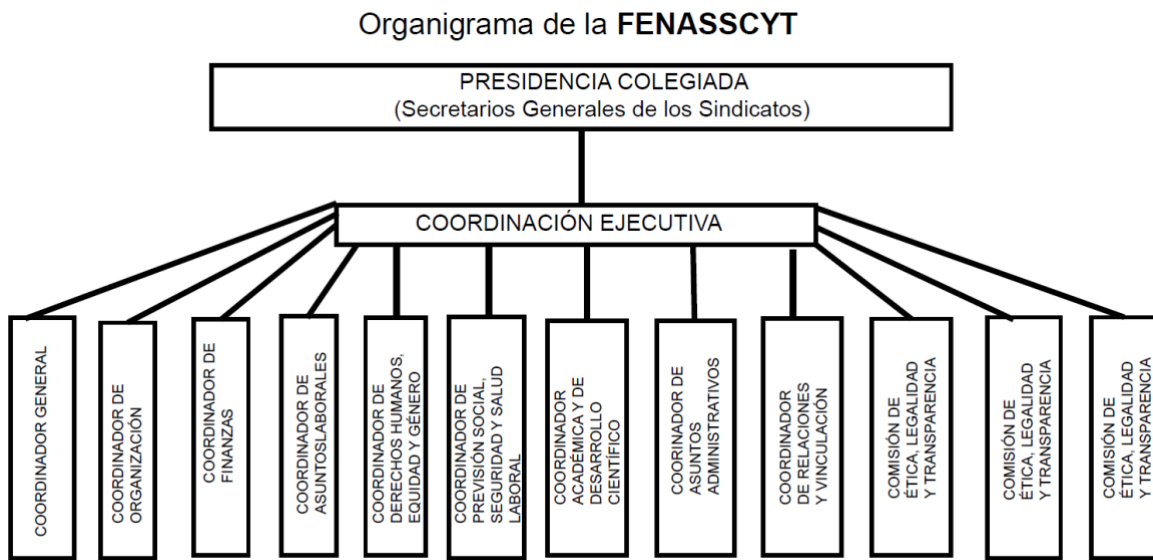 Organigrama de la FENASSCYT
PRESIDENCIA COLEGIADA
(Secretarios Generales de los Sindicatos)
COORDINACIÓN EJECUTIVA
COORDINADOR GENERAL
COORDINADOR DE
ORGANIZACIÓN
COORDINADOR DE
FINANZAS
COORDINADOR DE
ASUNTOSLABORALES
COORDINADOR DE
DERECHOS HUMANOS,
EQUIDAD Y GÉNERO
COORDINADOR DE
PREVISIÓN SOCIAL,
SEGURIDAD Y SALUD
LABORAL
COORDINADOR
ACADÉMICA Y DE
DESARROLLO
CIENTÍFICO
COORINADOR DE
ASUNTOS
ADMINISTRATIVOS
COORDINADOR
DE RELACIONES
Y VINCULACIÓN
COMISIÓN DE
ÉTICA, LEGALIDAD
Y TRANSPARENCIA
COMISIÓN DE
ÉTICA, LEGALIDAD
Y TRANSPARENCIA
COMISIÓN DE
ÉTICA, LEGALIDAD
Y TRANSPARENCIA